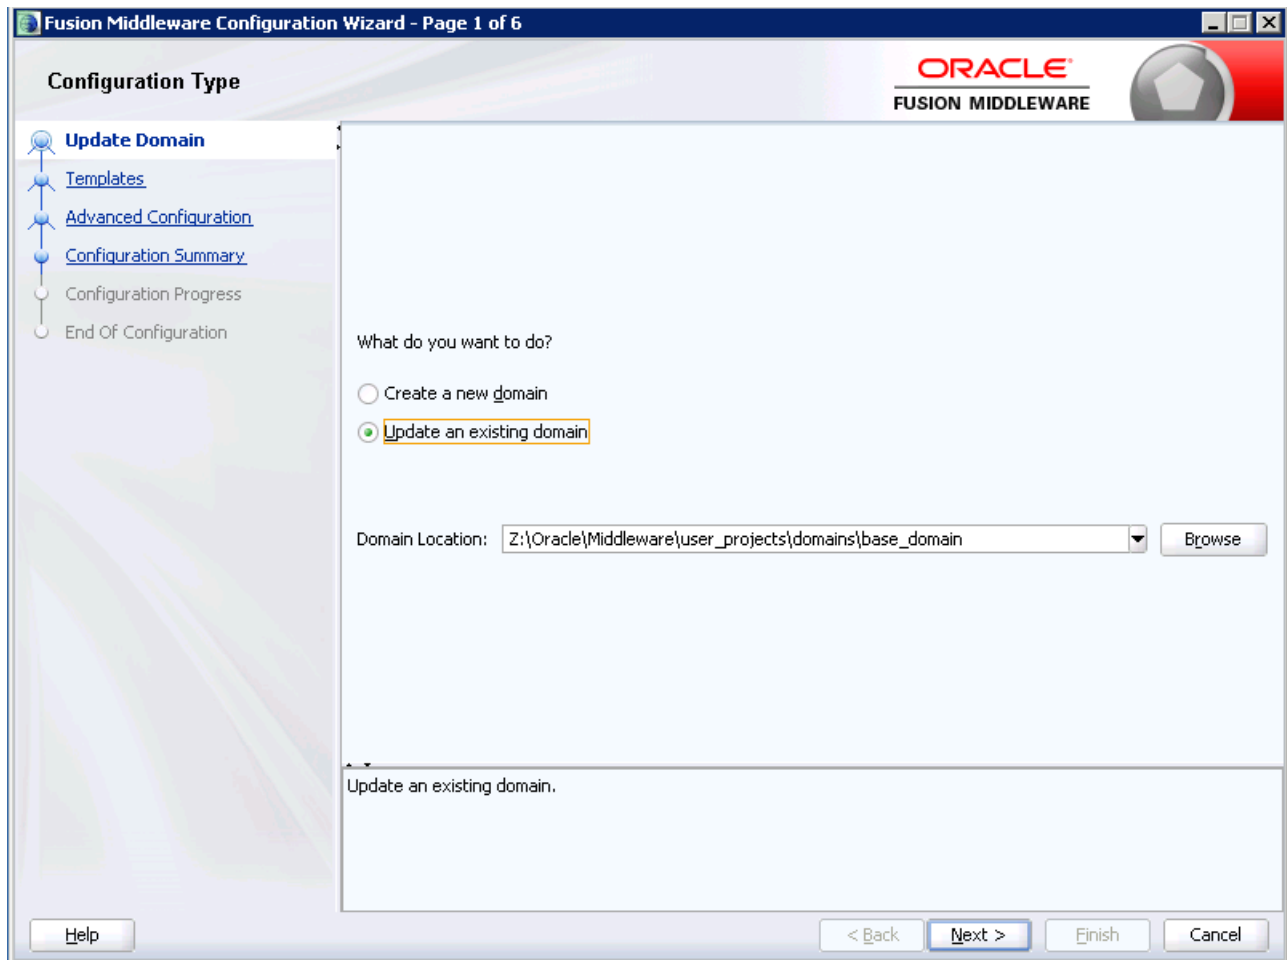 Fusion Middleware Configuration Wizard - Page 1 of 6
Configuration Type
ORACLE
FUSION MIDDLEWARE
Update Domain
Templates
Advanced Configuration
Configuration Summary
Configuration Progress
End Of Configuration
What do you want to do?
Create a new domain
Update an existing domain
Domain Location: Z:\Oracle\Middleware\user_projects\domains\base_domain Browse
Update an existing domain.
Help < Back Next > Finish Cancel